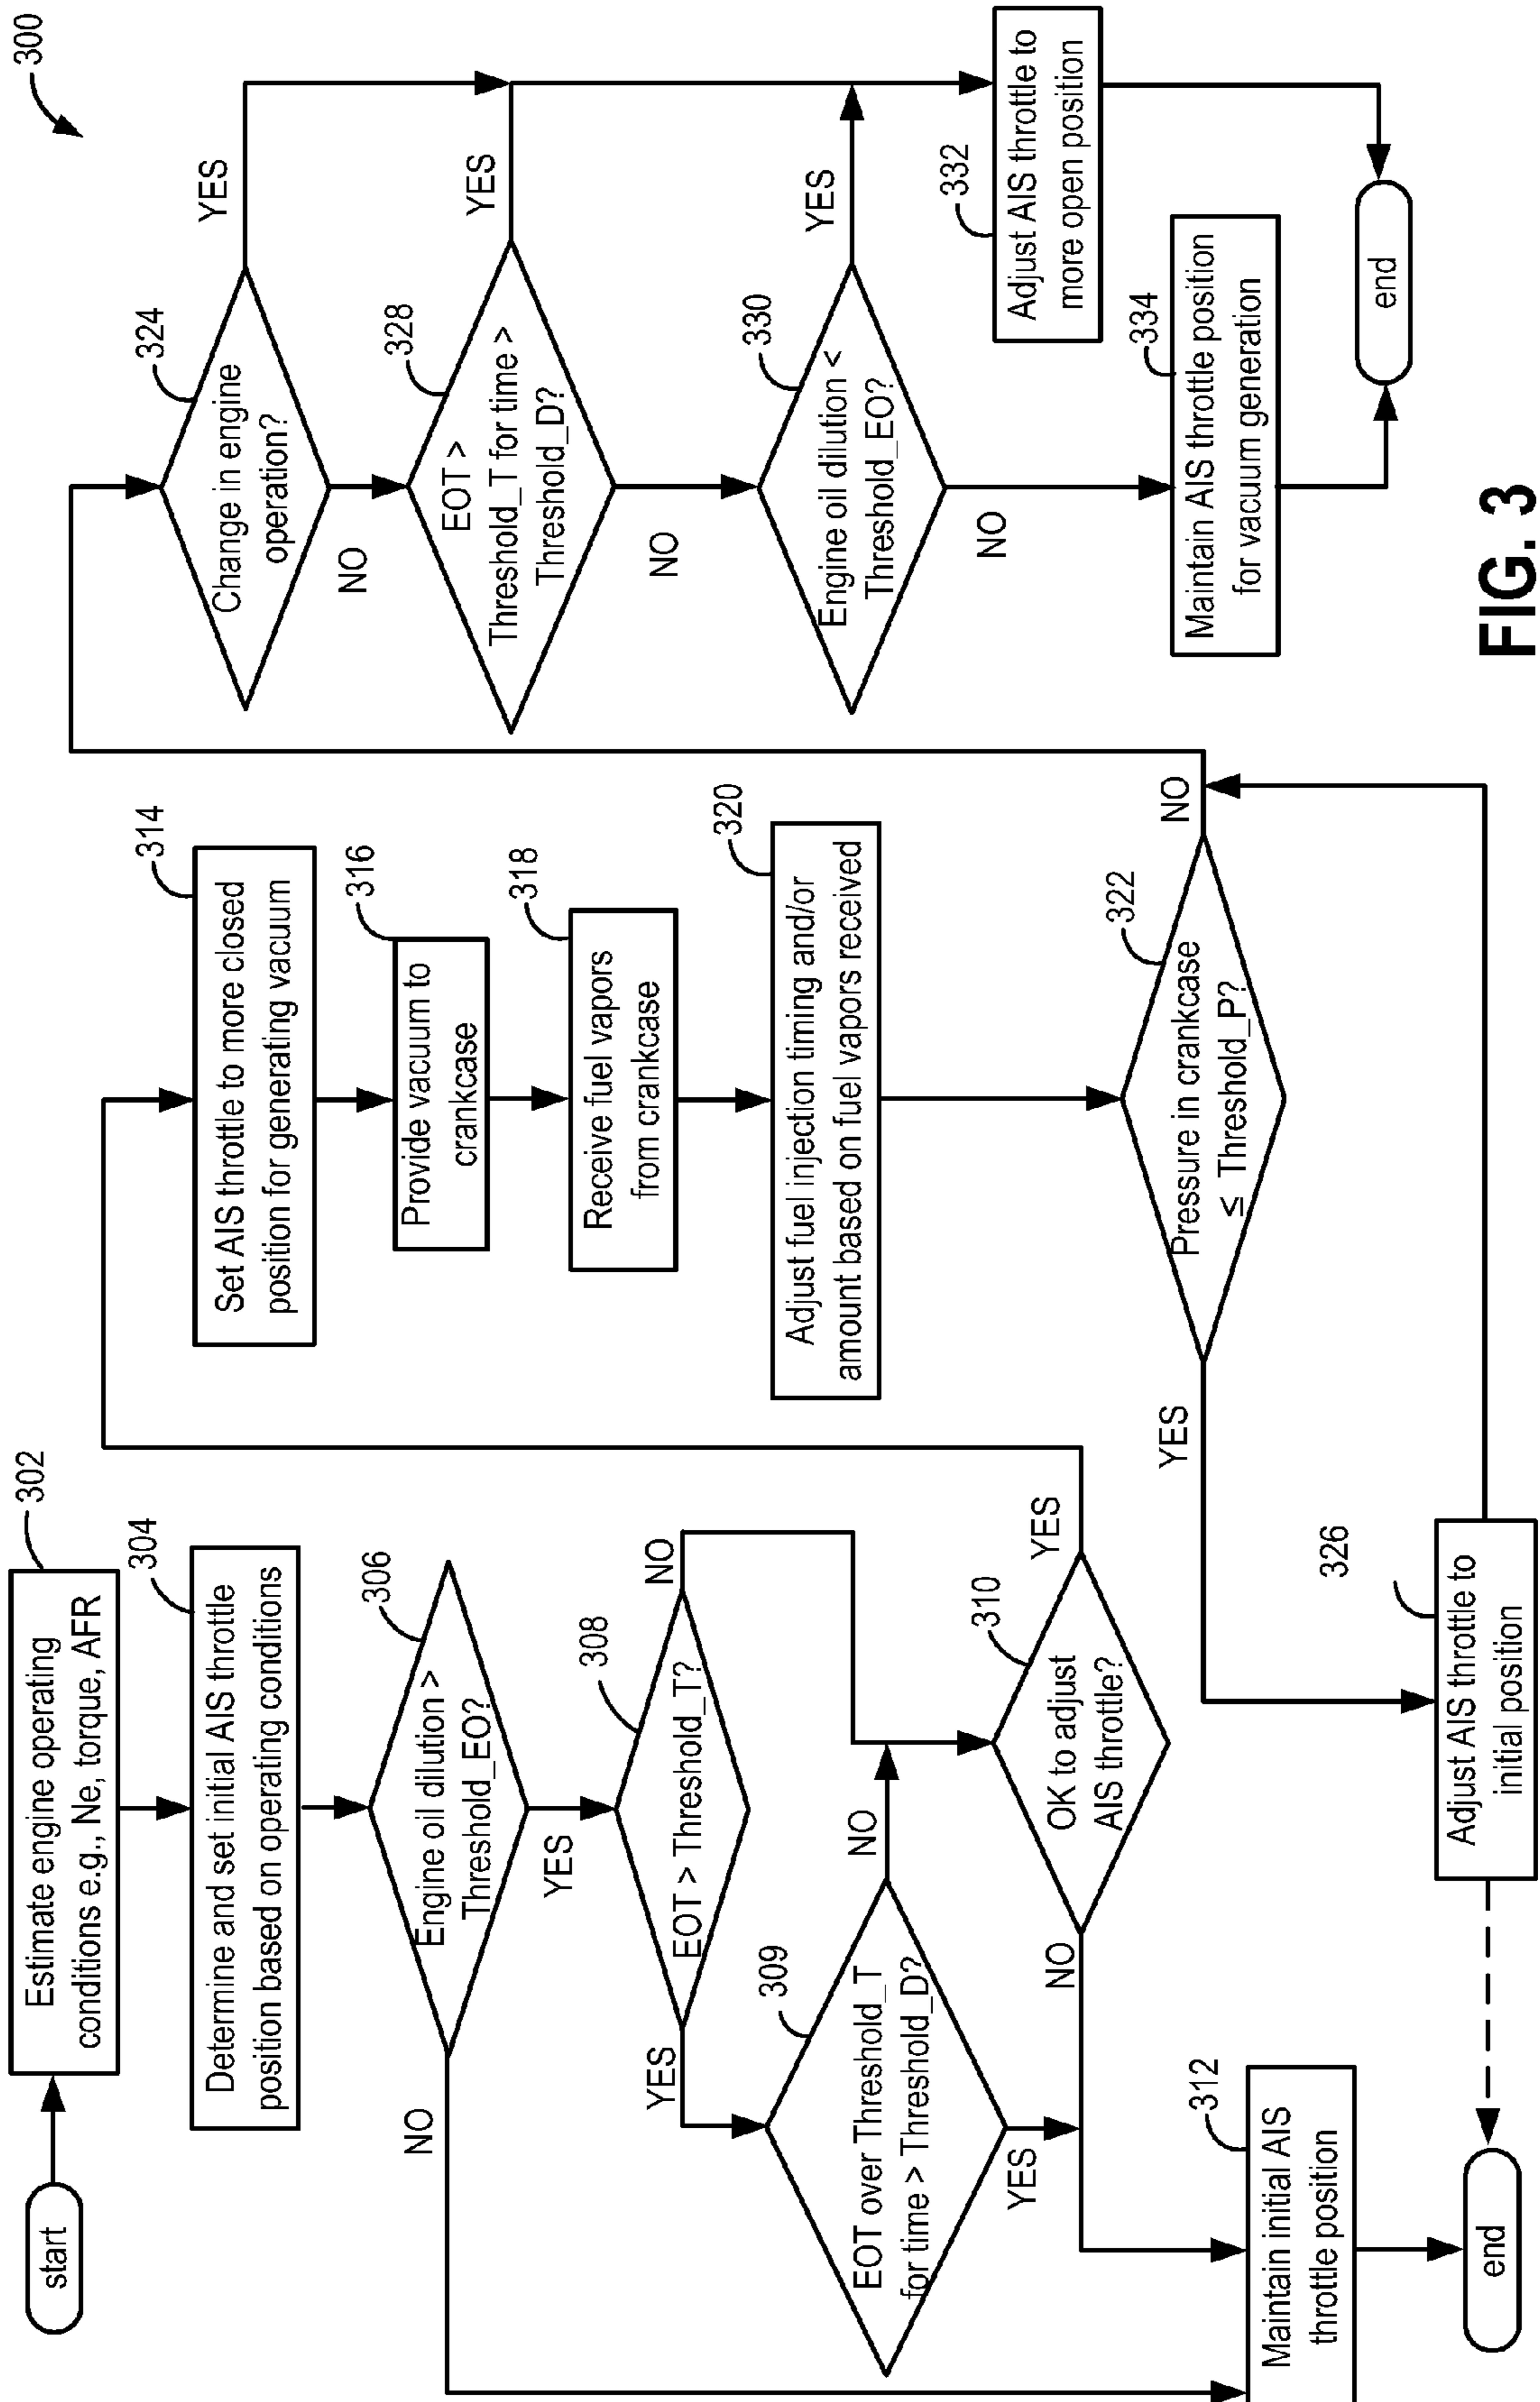 300
start
Estimate engine operating
conditions e.g., Ne, torque, AFR
302
Determine and set initial AIS throttle
position based on operating conditions
304
Engine oil dilution >
Threshold_EO?
306
NO
YES
EOT > Threshold_T?
308
YES
NO
EOT over Threshold_T
for time > Threshold_D?
309
NO
YES
OK to adjust
AIS throttle?
310
NO
YES
Maintain initial AIS
throttle position
312
end
Set AIS throttle to more closed
position for generating vacuum
314
Provide vacuum to
crankcase
316
Receive fuel vapors
from crankcase
318
Adjust fuel injection timing and/or
amount based on fuel vapors received
320
Pressure in crankcase
≤ Threshold_P?
322
YES
NO
Adjust AIS throttle to
initial position
326
Change in engine
operation?
324
YES
NO
EOT >
Threshold_T for time >
Threshold_D?
328
YES
NO
Engine oil dilution <
Threshold_EO?
330
YES
NO
Adjust AIS throttle to
more open position
332
Maintain AIS throttle position
for vacuum generation
334
end
FIG. 3